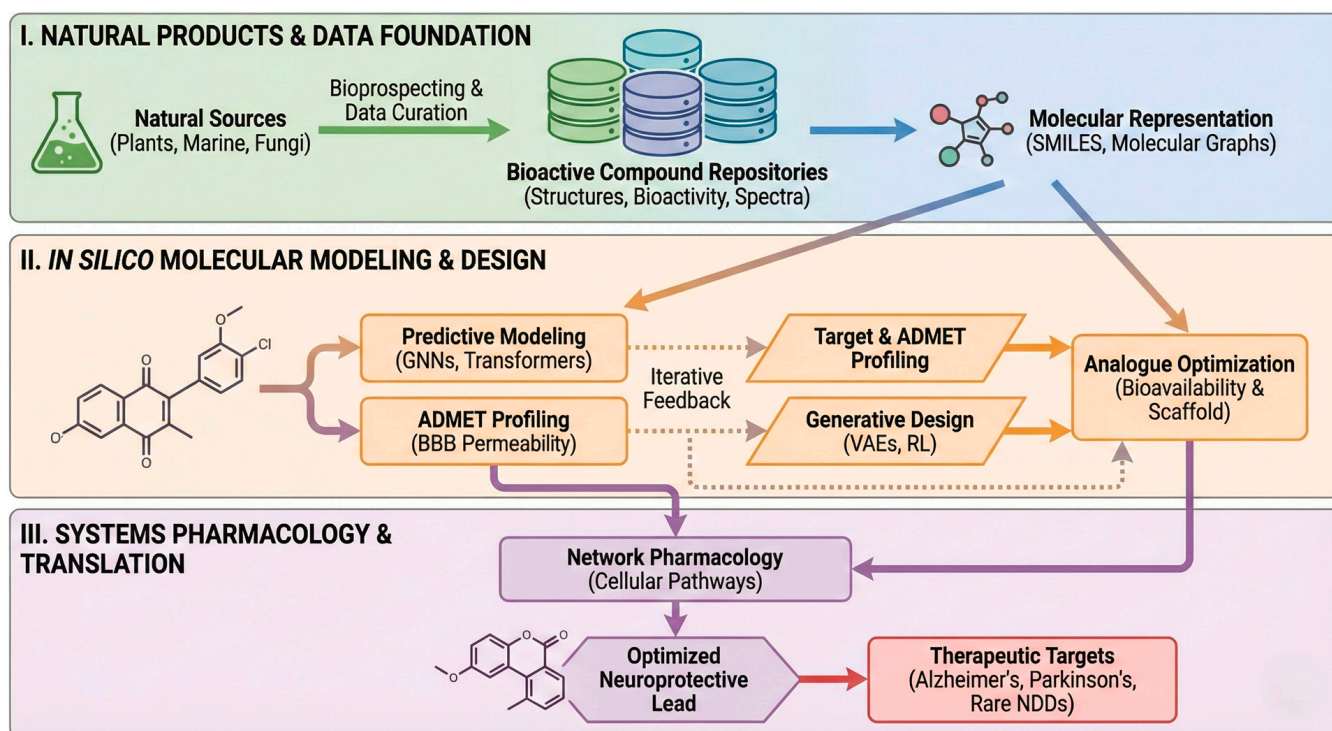 I. NATURAL PRODUCTS & DATA FOUNDATION
Natural Sources
(Plants, Marine, Fungi)
Bioprospecting &
Data Curation
Bioactive Compound Repositories
(Structures, Bioactivity, Spectra)
Molecular Representation
(SMILES, Molecular Graphs)
II. IN SILICO MOLECULAR MODELING & DESIGN
O
O
Cl
O
O
Predictive Modeling
(GNNs, Transformers)
ADMET Profiling
(BBB Permeability)
Iterative
Feedback
Target & ADMET
Profiling
Generative Design
(VAEs, RL)
Analogue Optimization
(Bioavailability &
Scaffold)
III. SYSTEMS PHARMACOLOGY &
TRANSLATION
Network Pharmacology
(Cellular Pathways)
O
O
O
Optimized
Neuroprotective
Lead
Therapeutic Targets
(Alzheimer's, Parkinson's,
Rare NDDs)